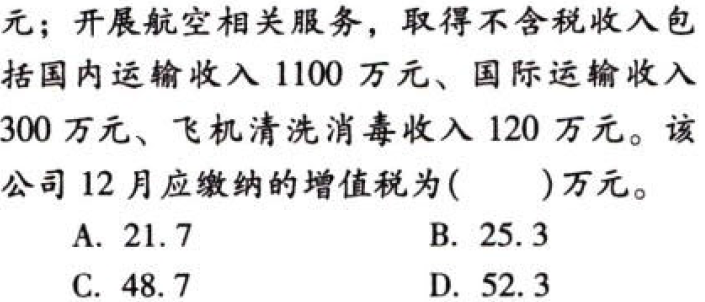 元；开展航空相关服务，取得不含税收入包
括国内运输收入 1100 万元、国际运输收入
300 万元、飞机清洗消毒收入 120 万元。该
公司 12 月应缴纳的增值税为(  )万元。
A. 21.7 B. 25.3
C. 48.7 D. 52.3